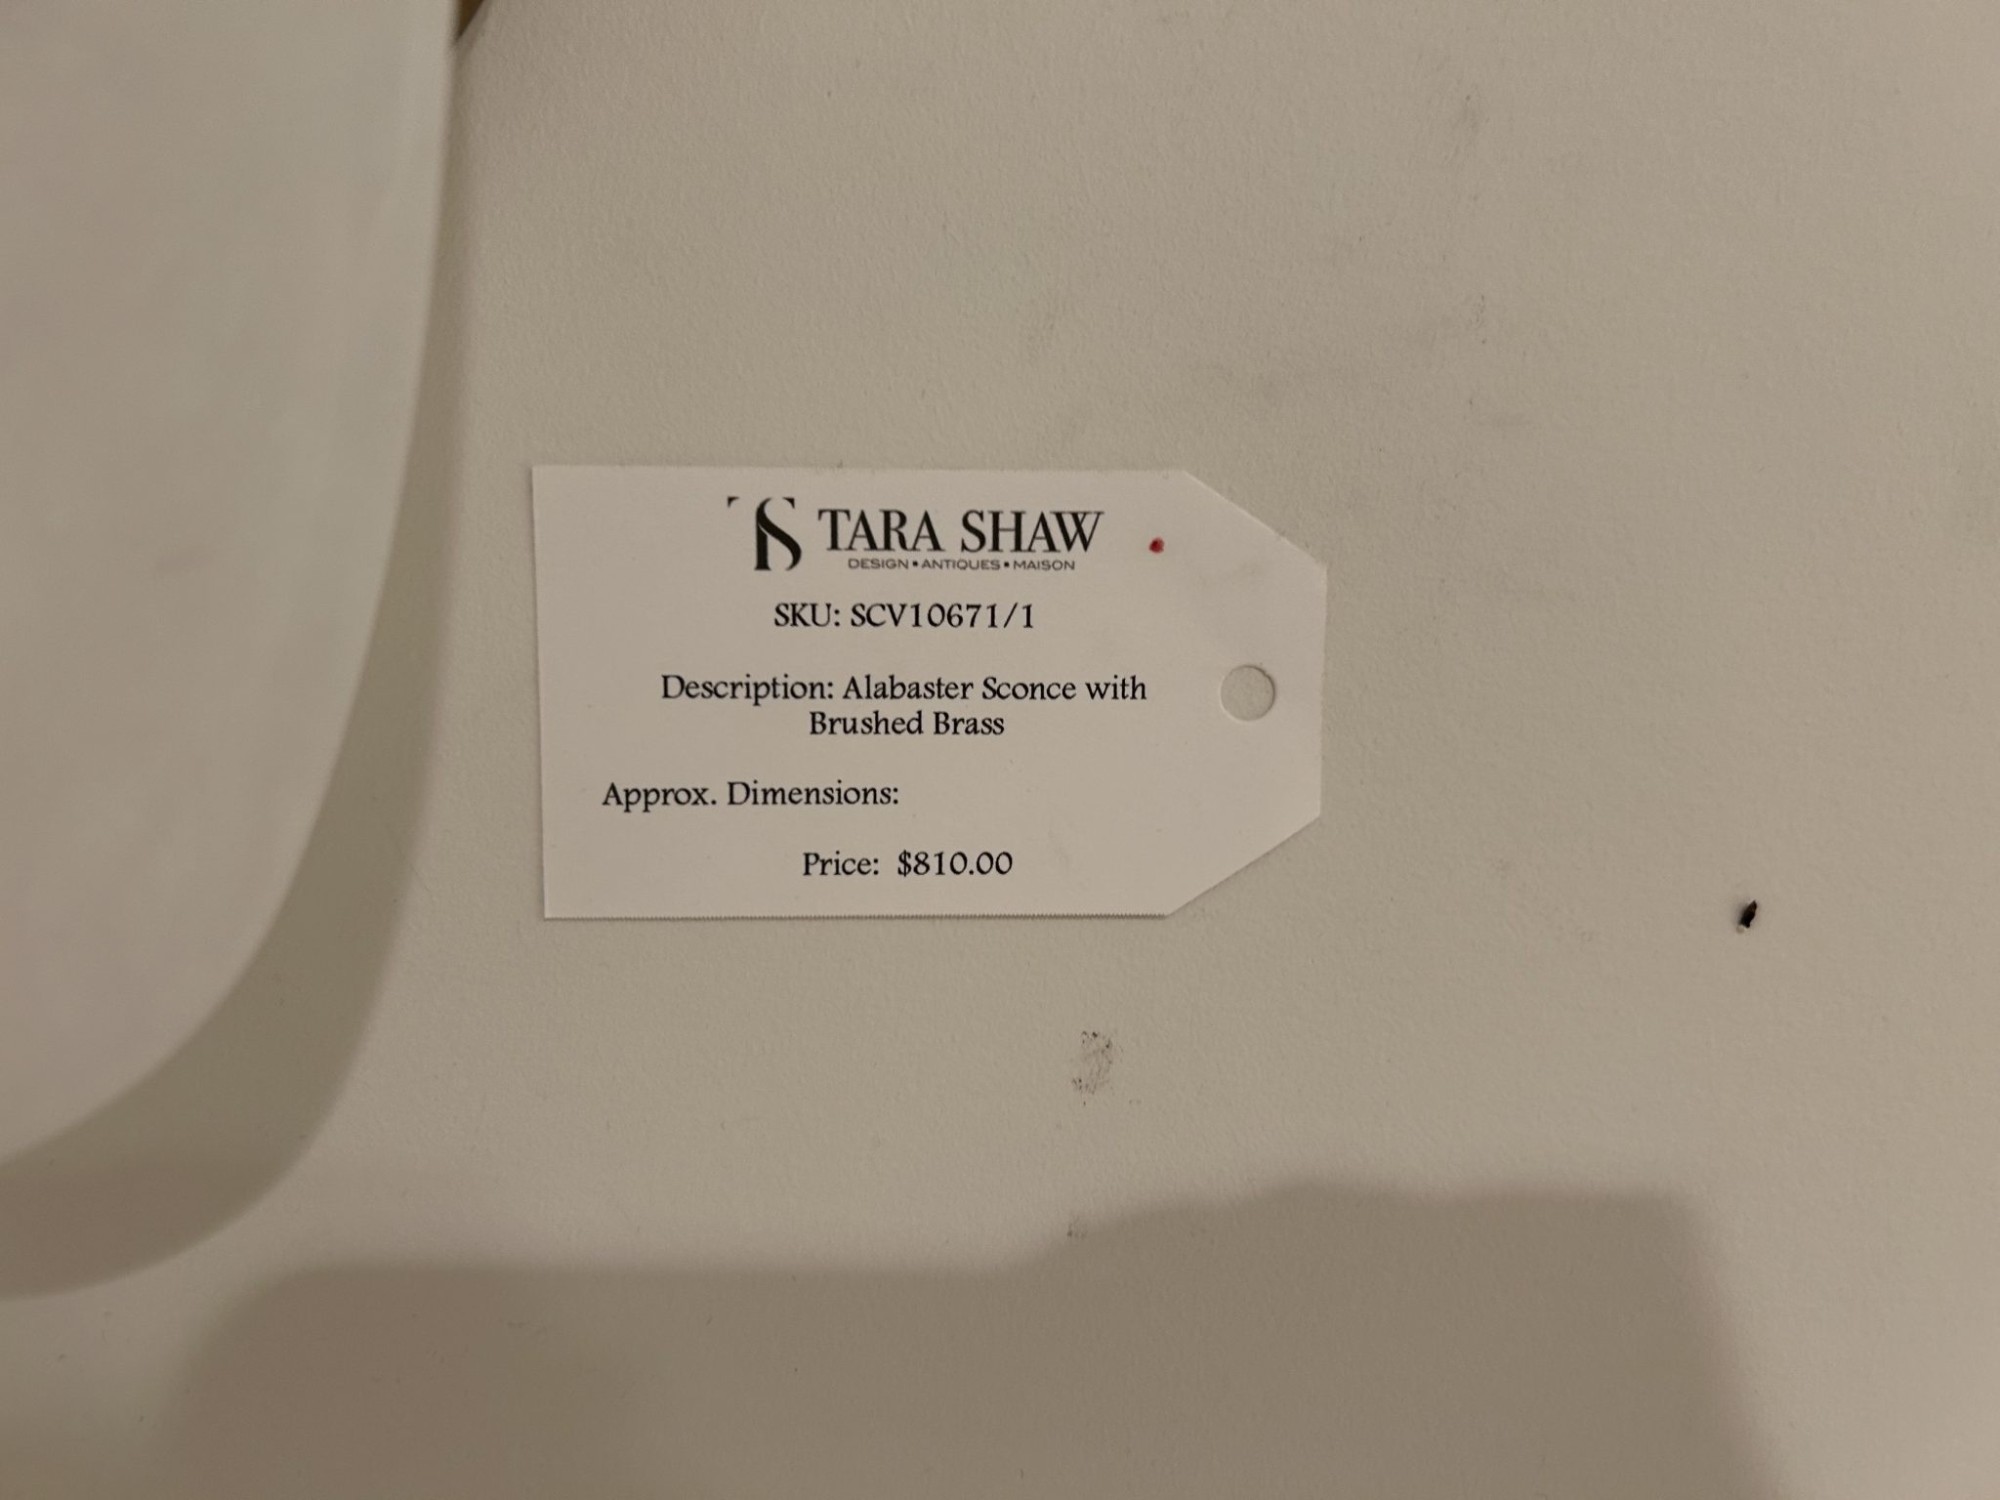 TS TARA SHAW
DESIGN▪ANTIQUES▪MAISON
SKU: SCV10671/1
Description: Alabaster Sconce with
Brushed Brass
Approx. Dimensions:
Price: $810.00